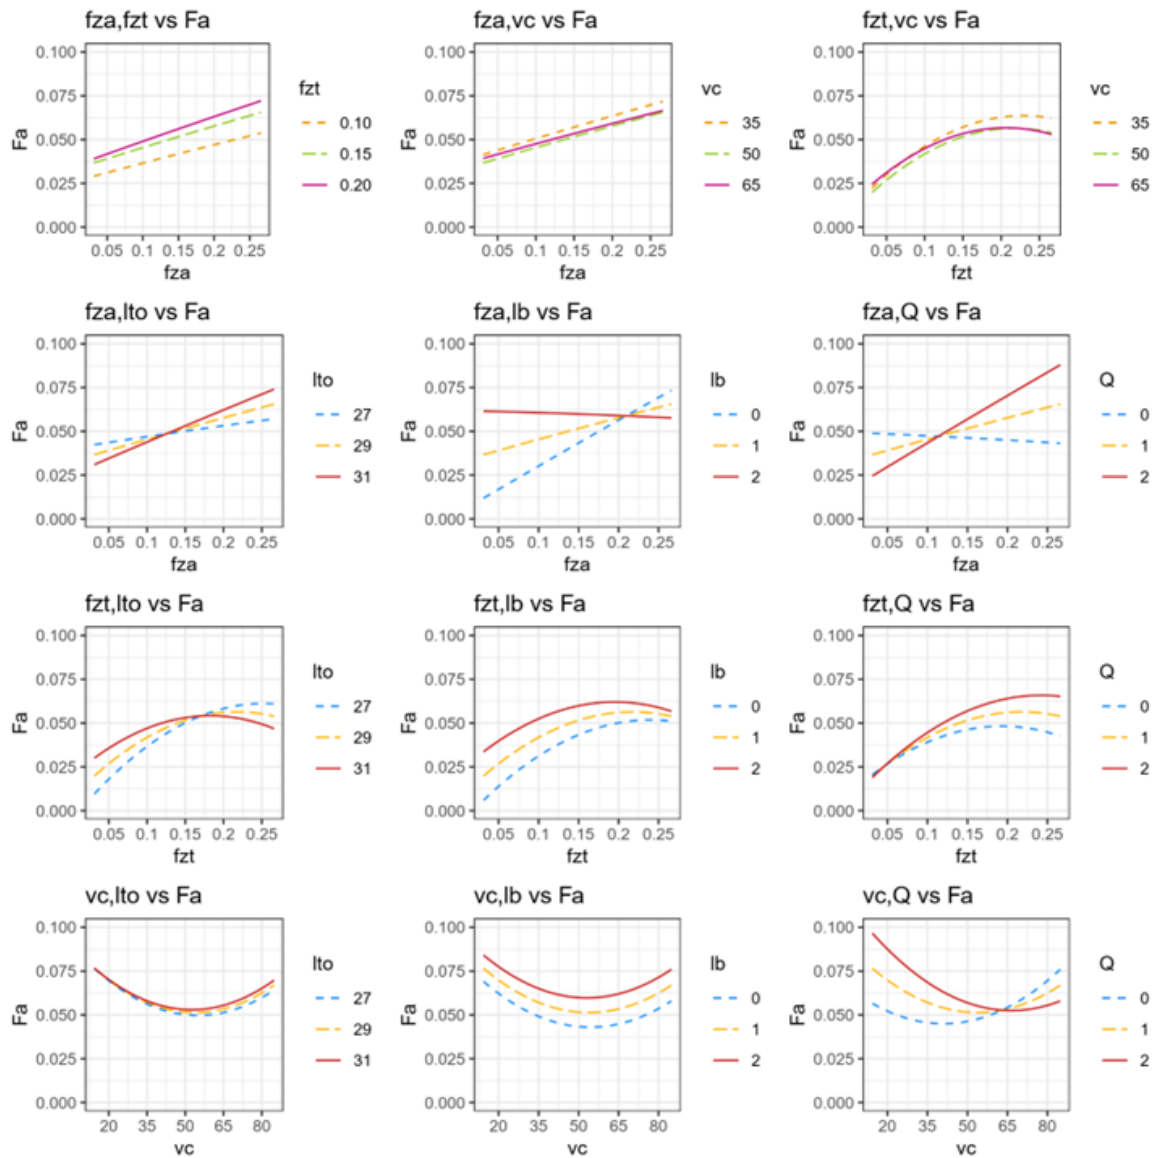 fza,fzt vs Fa
0.100
0.075
0.050
0.025
0.000
Fa
0.05 0.1 0.15 0.2 0.25
fza
fzt
0.10
0.15
0.20
fza,vc vs Fa
0.100
0.075
0.050
0.025
0.000
Fa
0.05 0.1 0.15 0.2 0.25
fza
vc
35
50
65
fzt,vc vs Fa
0.100
0.075
0.050
0.025
0.000
Fa
0.05 0.1 0.15 0.2 0.25
fzt
vc
35
50
65
fza,lto vs Fa
0.100
0.075
0.050
0.025
0.000
Fa
0.05 0.1 0.15 0.2 0.25
fza
lto
27
29
31
fza,lb vs Fa
0.100
0.075
0.050
0.025
0.000
Fa
0.05 0.1 0.15 0.2 0.25
fza
lb
0
1
2
fza,Q vs Fa
0.100
0.075
0.050
0.025
0.000
Fa
0.05 0.1 0.15 0.2 0.25
fza
Q
0
1
2
fzt,lto vs Fa
0.100
0.075
0.050
0.025
0.000
Fa
0.05 0.1 0.15 0.2 0.25
fzt
lto
27
29
31
fzt,lb vs Fa
0.100
0.075
0.050
0.025
0.000
Fa
0.05 0.1 0.15 0.2 0.25
fzt
lb
0
1
2
fzt,Q vs Fa
0.100
0.075
0.050
0.025
0.000
Fa
0.05 0.1 0.15 0.2 0.25
fzt
Q
0
1
2
vc,lto vs Fa
0.100
0.075
0.050
0.025
0.000
Fa
20 35 50 65 80
vc
lto
27
29
31
vc,lb vs Fa
0.100
0.075
0.050
0.025
0.000
Fa
20 35 50 65 80
vc
lb
0
1
2
vc,Q vs Fa
0.100
0.075
0.050
0.025
0.000
Fa
20 35 50 65 80
vc
Q
0
1
2